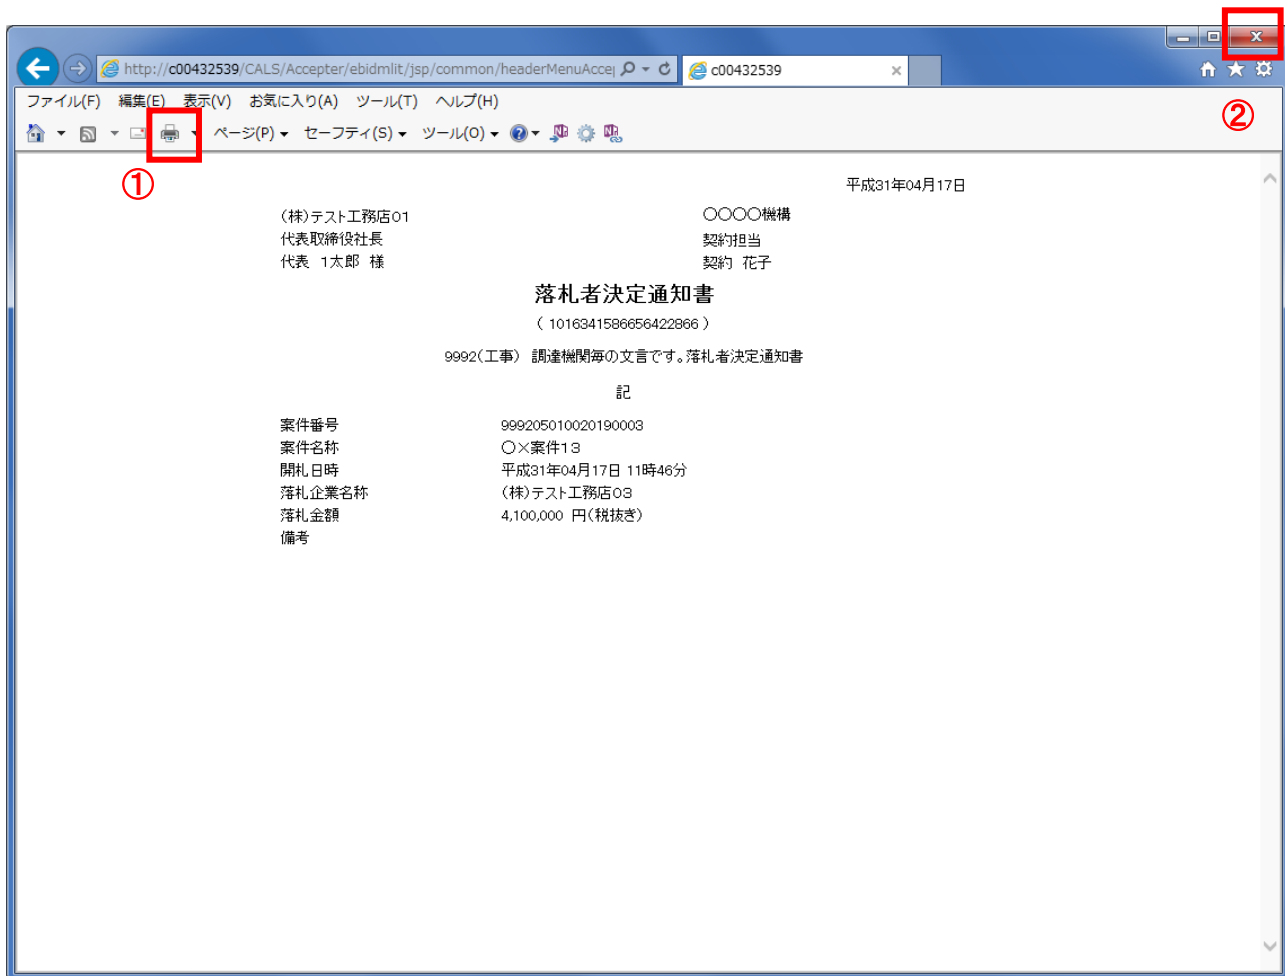 http://c00432539/CALS/Accepter/ebidmlit/jsp/common/headerMenuAccep
c00432539
ファイル(F) 編集(E) 表示(V) お気に入り(A) ツール(T) ヘルプ(H)
ページ(P) セーフティ(S) ツール(O)
①
②
平成31年04月17日
(株)テスト工務店01
〇〇〇〇機構
代表取締役社長
契約担当
代表 1太郎 様
契約 花子
落札者決定通知書
( 1016341586656422866 )
9992(工事) 調達機関毎の文言です。落札者決定通知書
記
案件番号 999205010020190003
案件名称 〇×案件13
開札日時 平成31年04月17日 11時46分
落札企業名称 (株)テスト工務店03
落札金額 4,100,000 円(税抜き)
備考